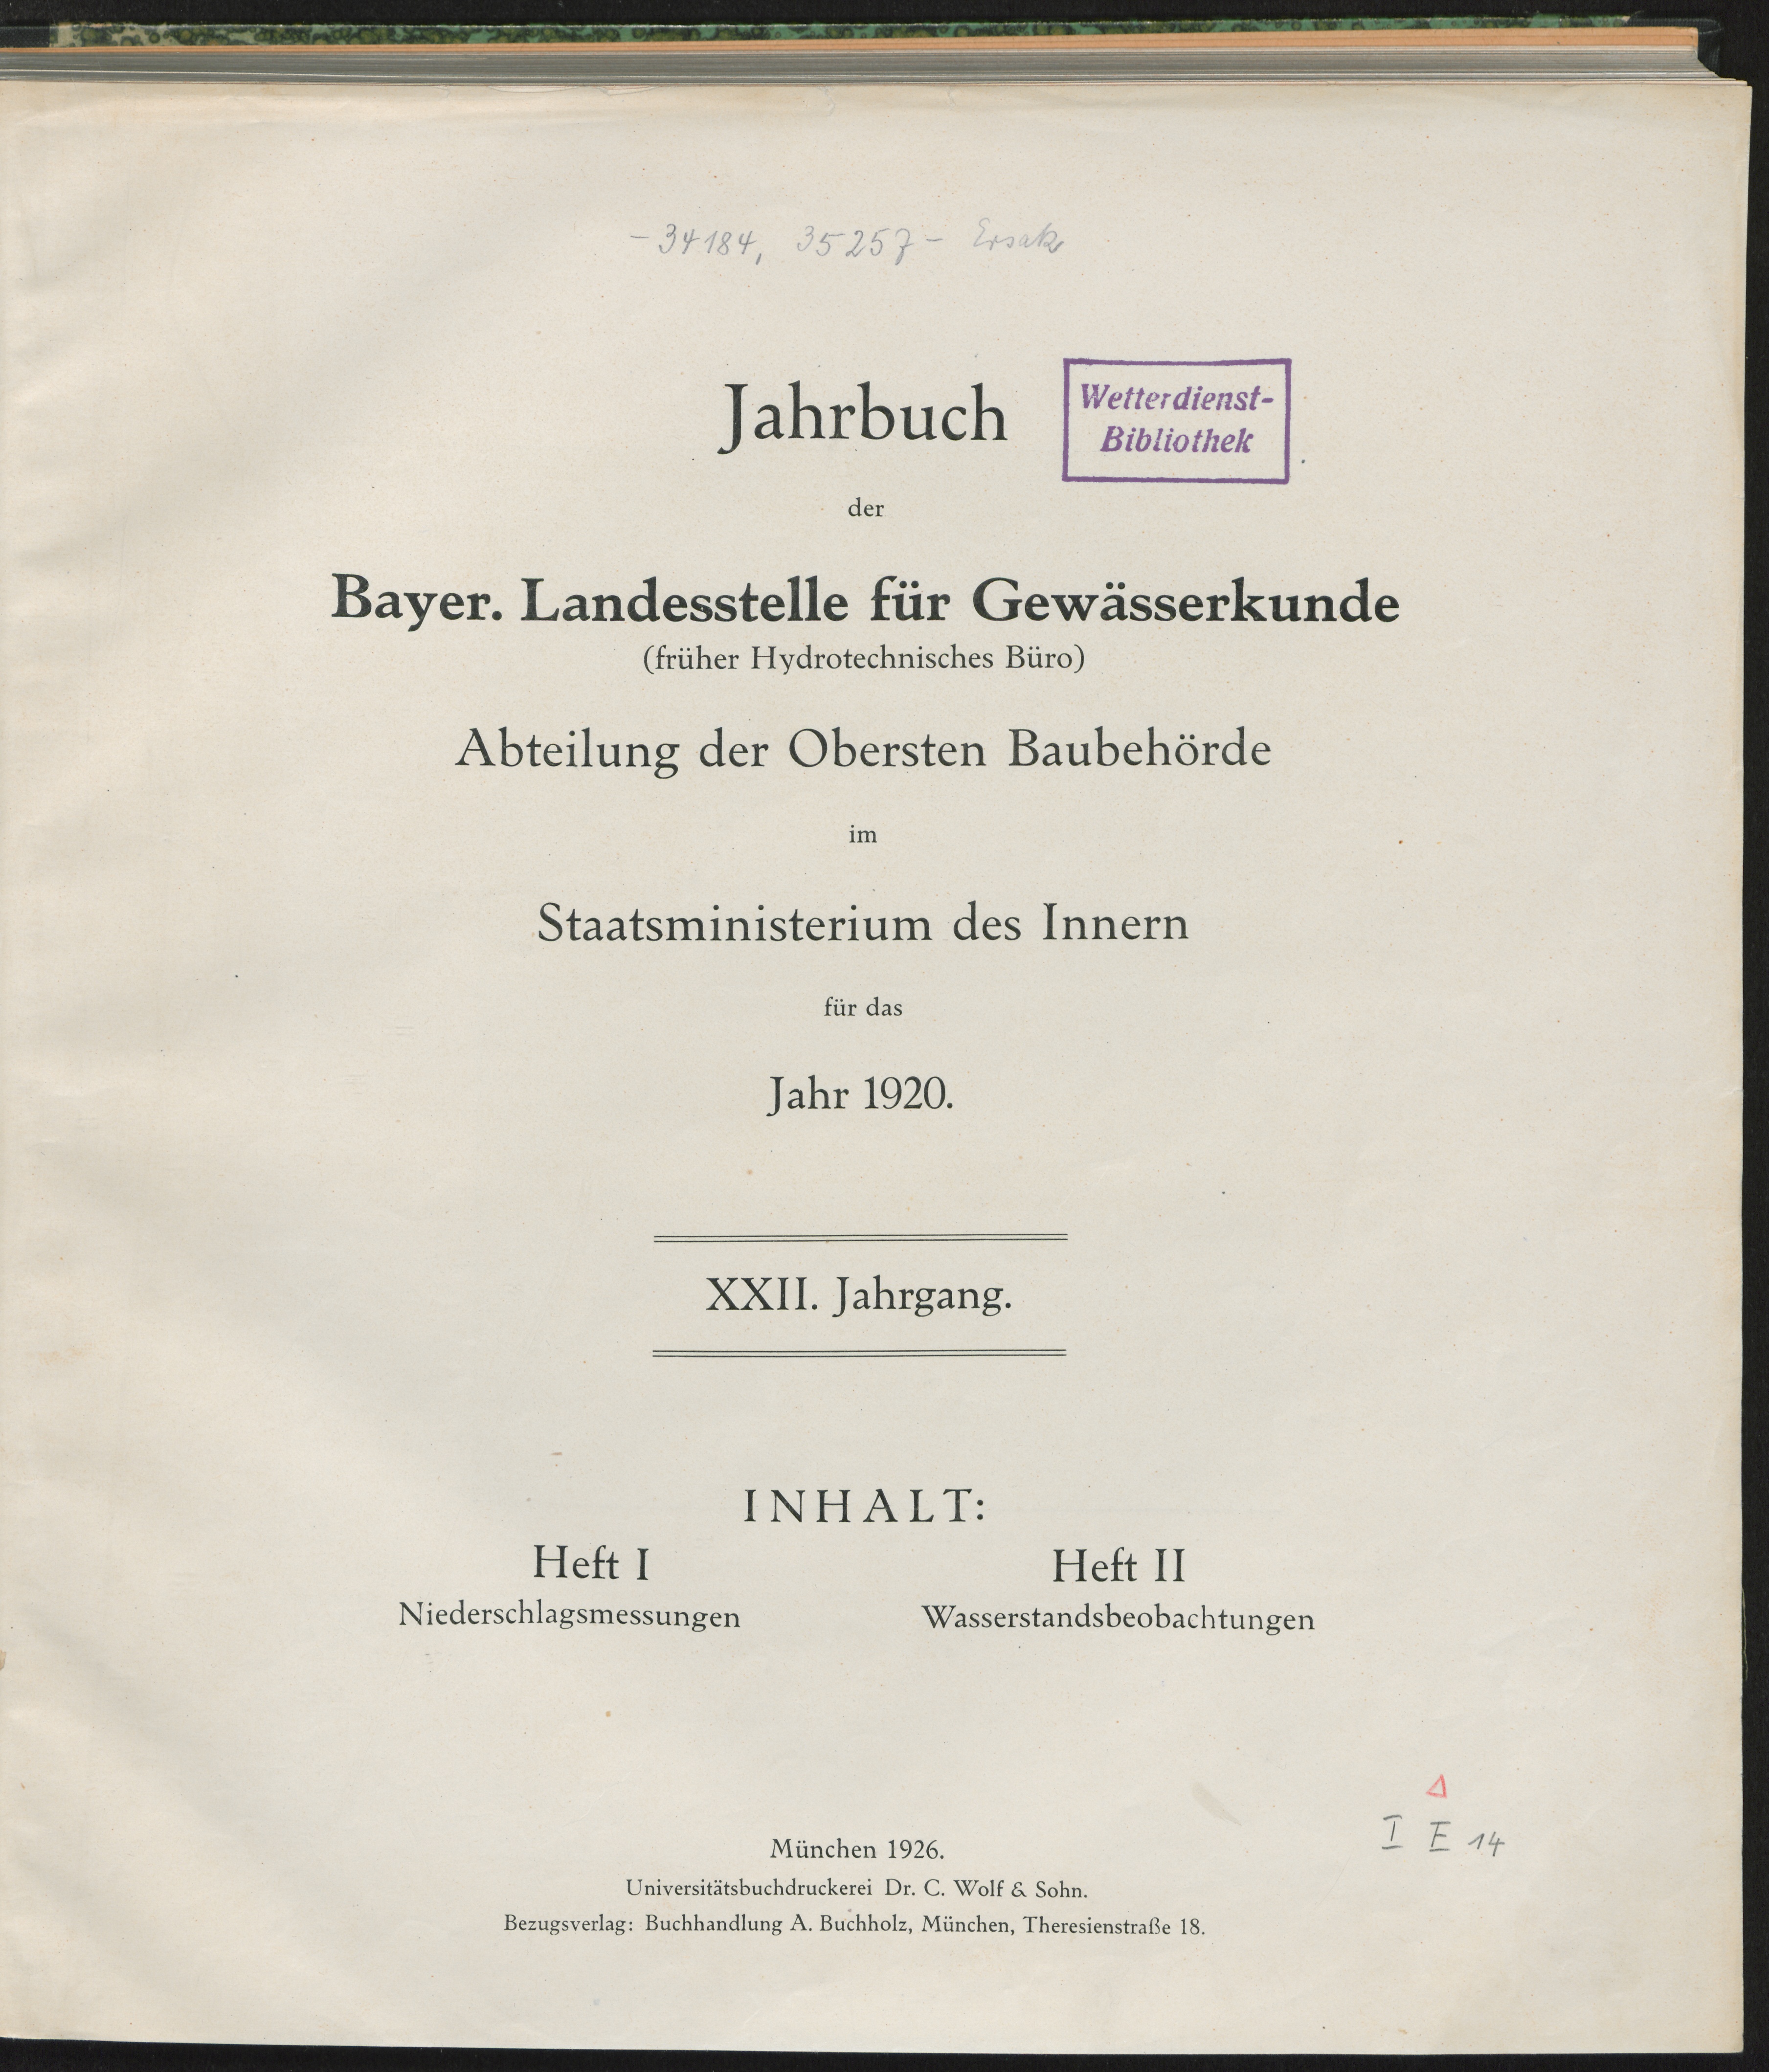 - 34184, 35257 - Ersatz
Jahrbuch
Wetterdienst-
Bibliothek
der
Bayer. Landesstelle für Gewässerkunde
(früher Hydrotechnisches Büro)
Abteilung der Obersten Baubehörde
im
Staatsministerium des Innern
für das
Jahr 1920.
XXII. Jahrgang.
INHALT:
Heft I
Niederschlagsmessungen
Heft II
Wasserstandsbeobachtungen
I E 14
München 1926.
Universitätsbuchdruckerei Dr. C. Wolf & Sohn.
Bezugsverlag: Buchhandlung A. Buchholz, München, Theresienstraße 18.